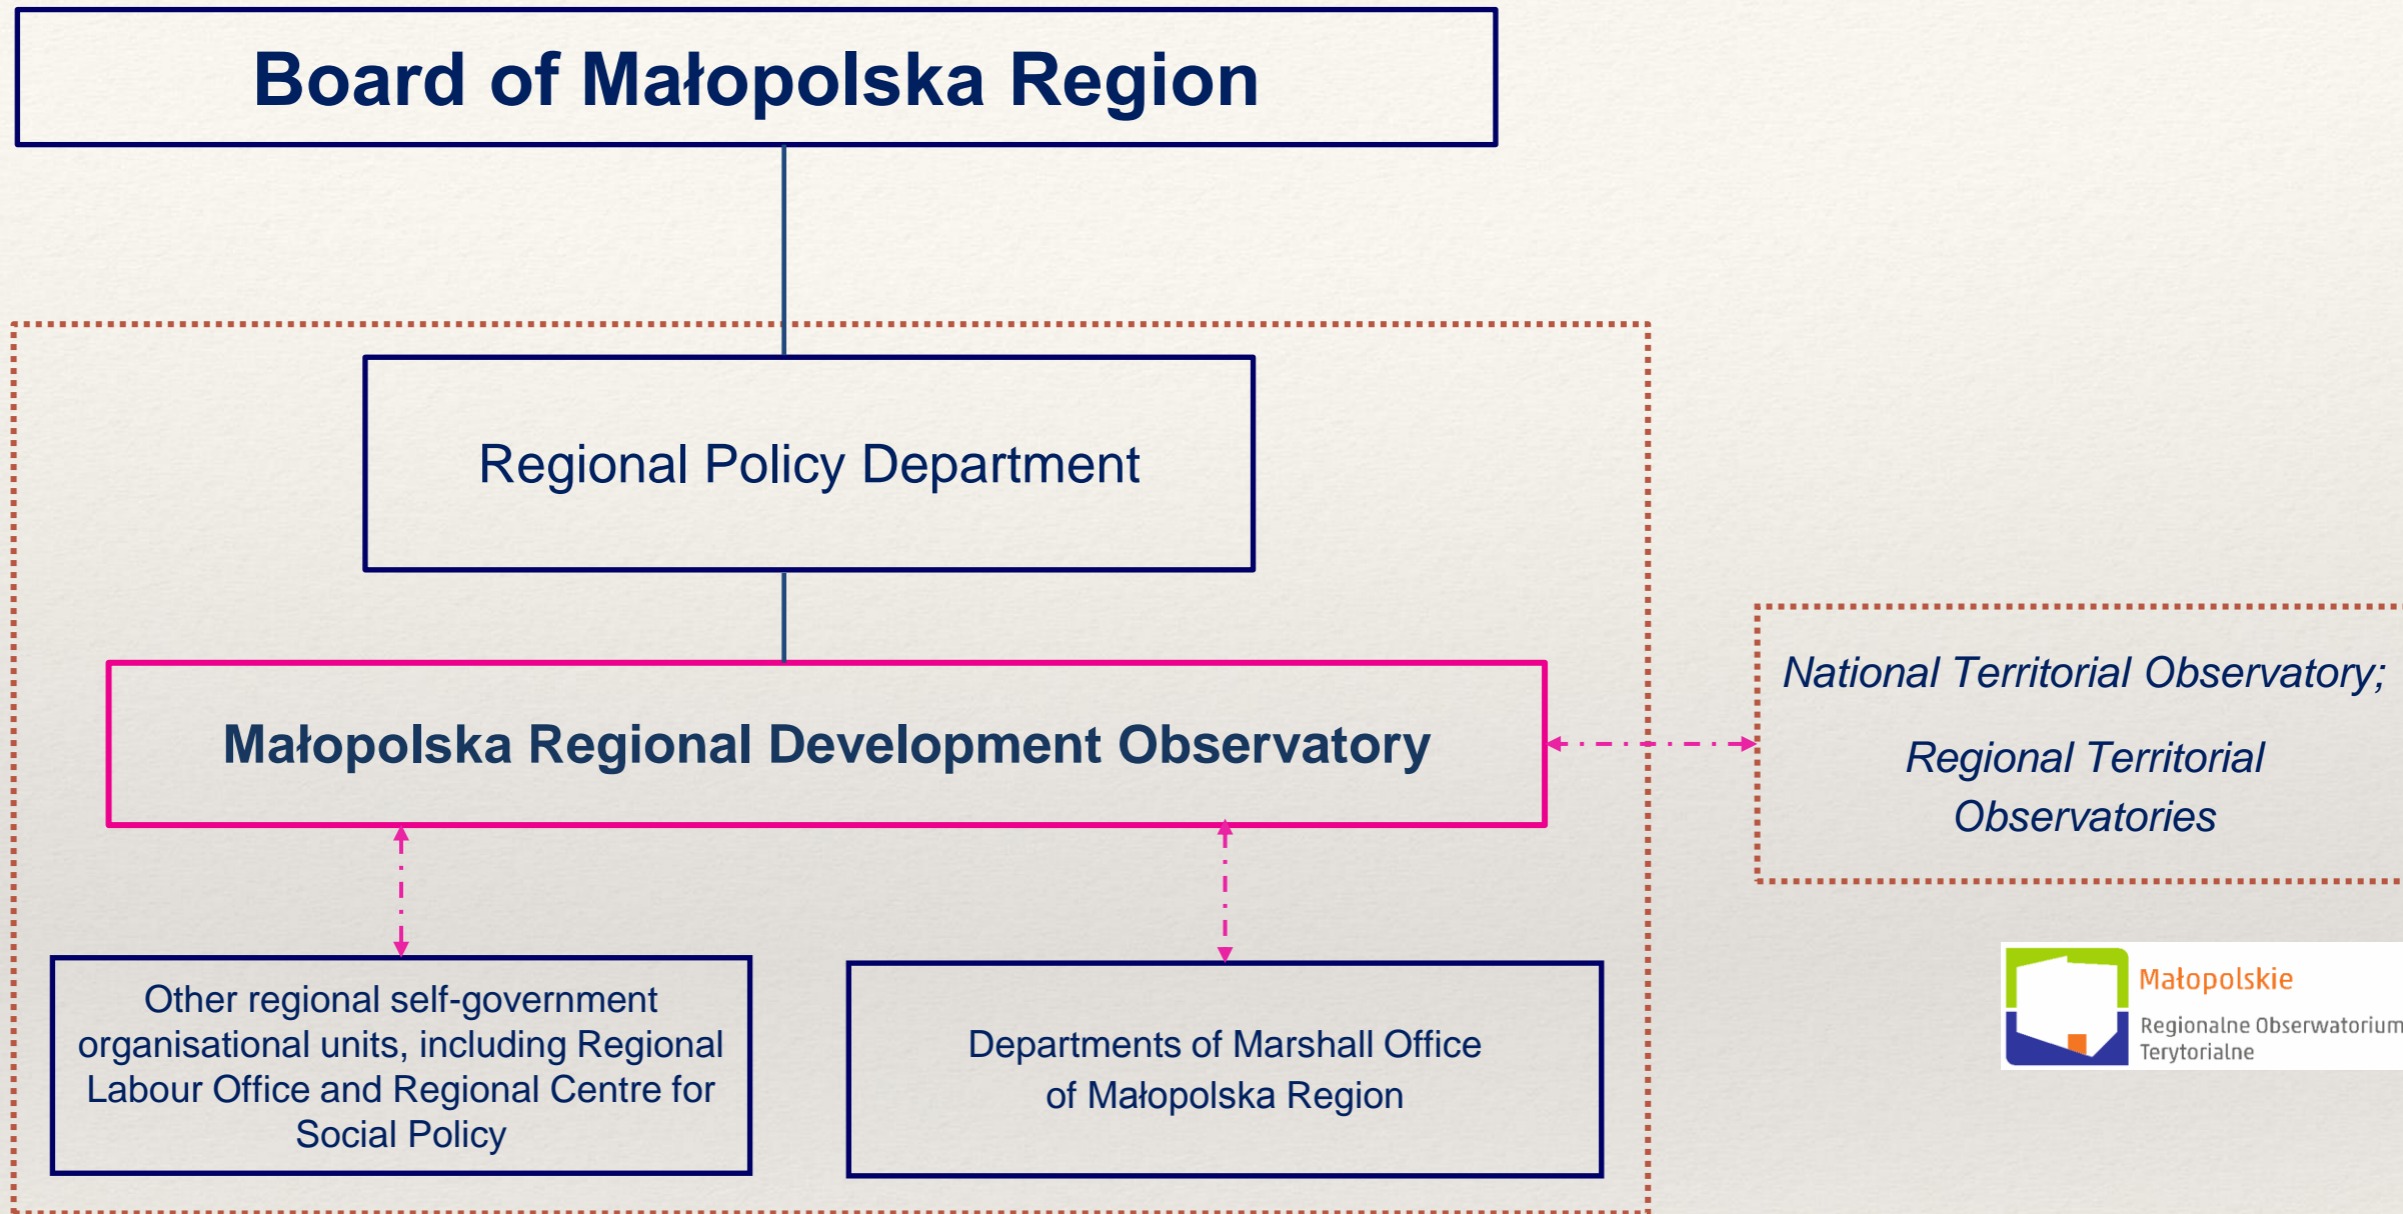 Board of Małopolska Region
Regional Policy Department
Małopolska Regional Development Observatory
National Territorial Observatory;
Regional Territorial
Observatories
Other regional self-government
organisational units, including Regional
Labour Office and Regional Centre for
Social Policy
Departments of Marshall Office
of Małopolska Region
Małopolskie
Regionalne Obserwatorium
Terytorialne